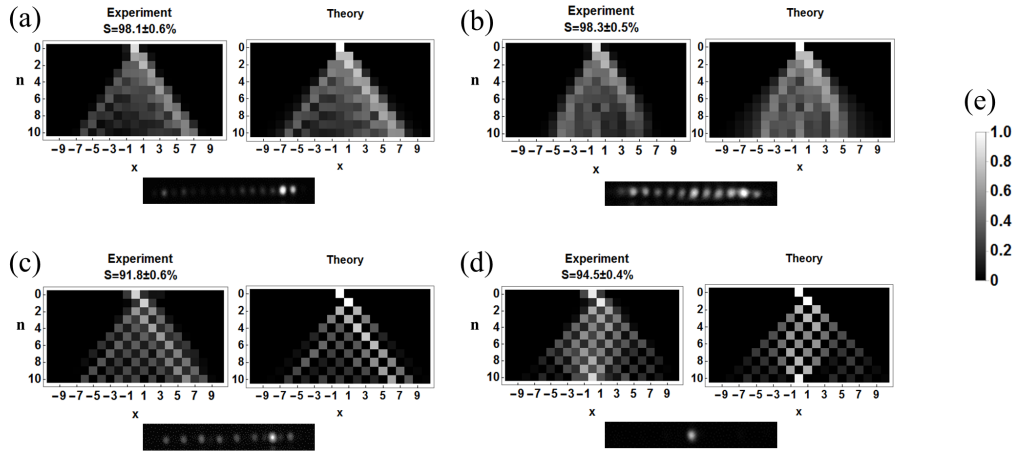 (a)
Experiment
S=98.1±0.6%
Theory
n
0
2
4
6
8
10
−9 −7 −5 −3 −1 1 3 5 7 9
−9 −7 −5 −3 −1 1 3 5 7 9
x
x
(b)
Experiment
S=98.3±0.5%
Theory
n
0
2
4
6
8
10
−9 −7 −5 −3 −1 1 3 5 7 9
−9 −7 −5 −3 −1 1 3 5 7 9
x
x
(e)
1.0
0.8
0.6
0.4
0.2
0
(c)
Experiment
S=91.8±0.6%
Theory
n
0
2
4
6
8
10
−9 −7 −5 −3 −1 1 3 5 7 9
−9 −7 −5 −3 −1 1 3 5 7 9
x
x
(d)
Experiment
S=94.5±0.4%
Theory
n
0
2
4
6
8
10
−9 −7 −5 −3 −1 1 3 5 7 9
−9 −7 −5 −3 −1 1 3 5 7 9
x
x